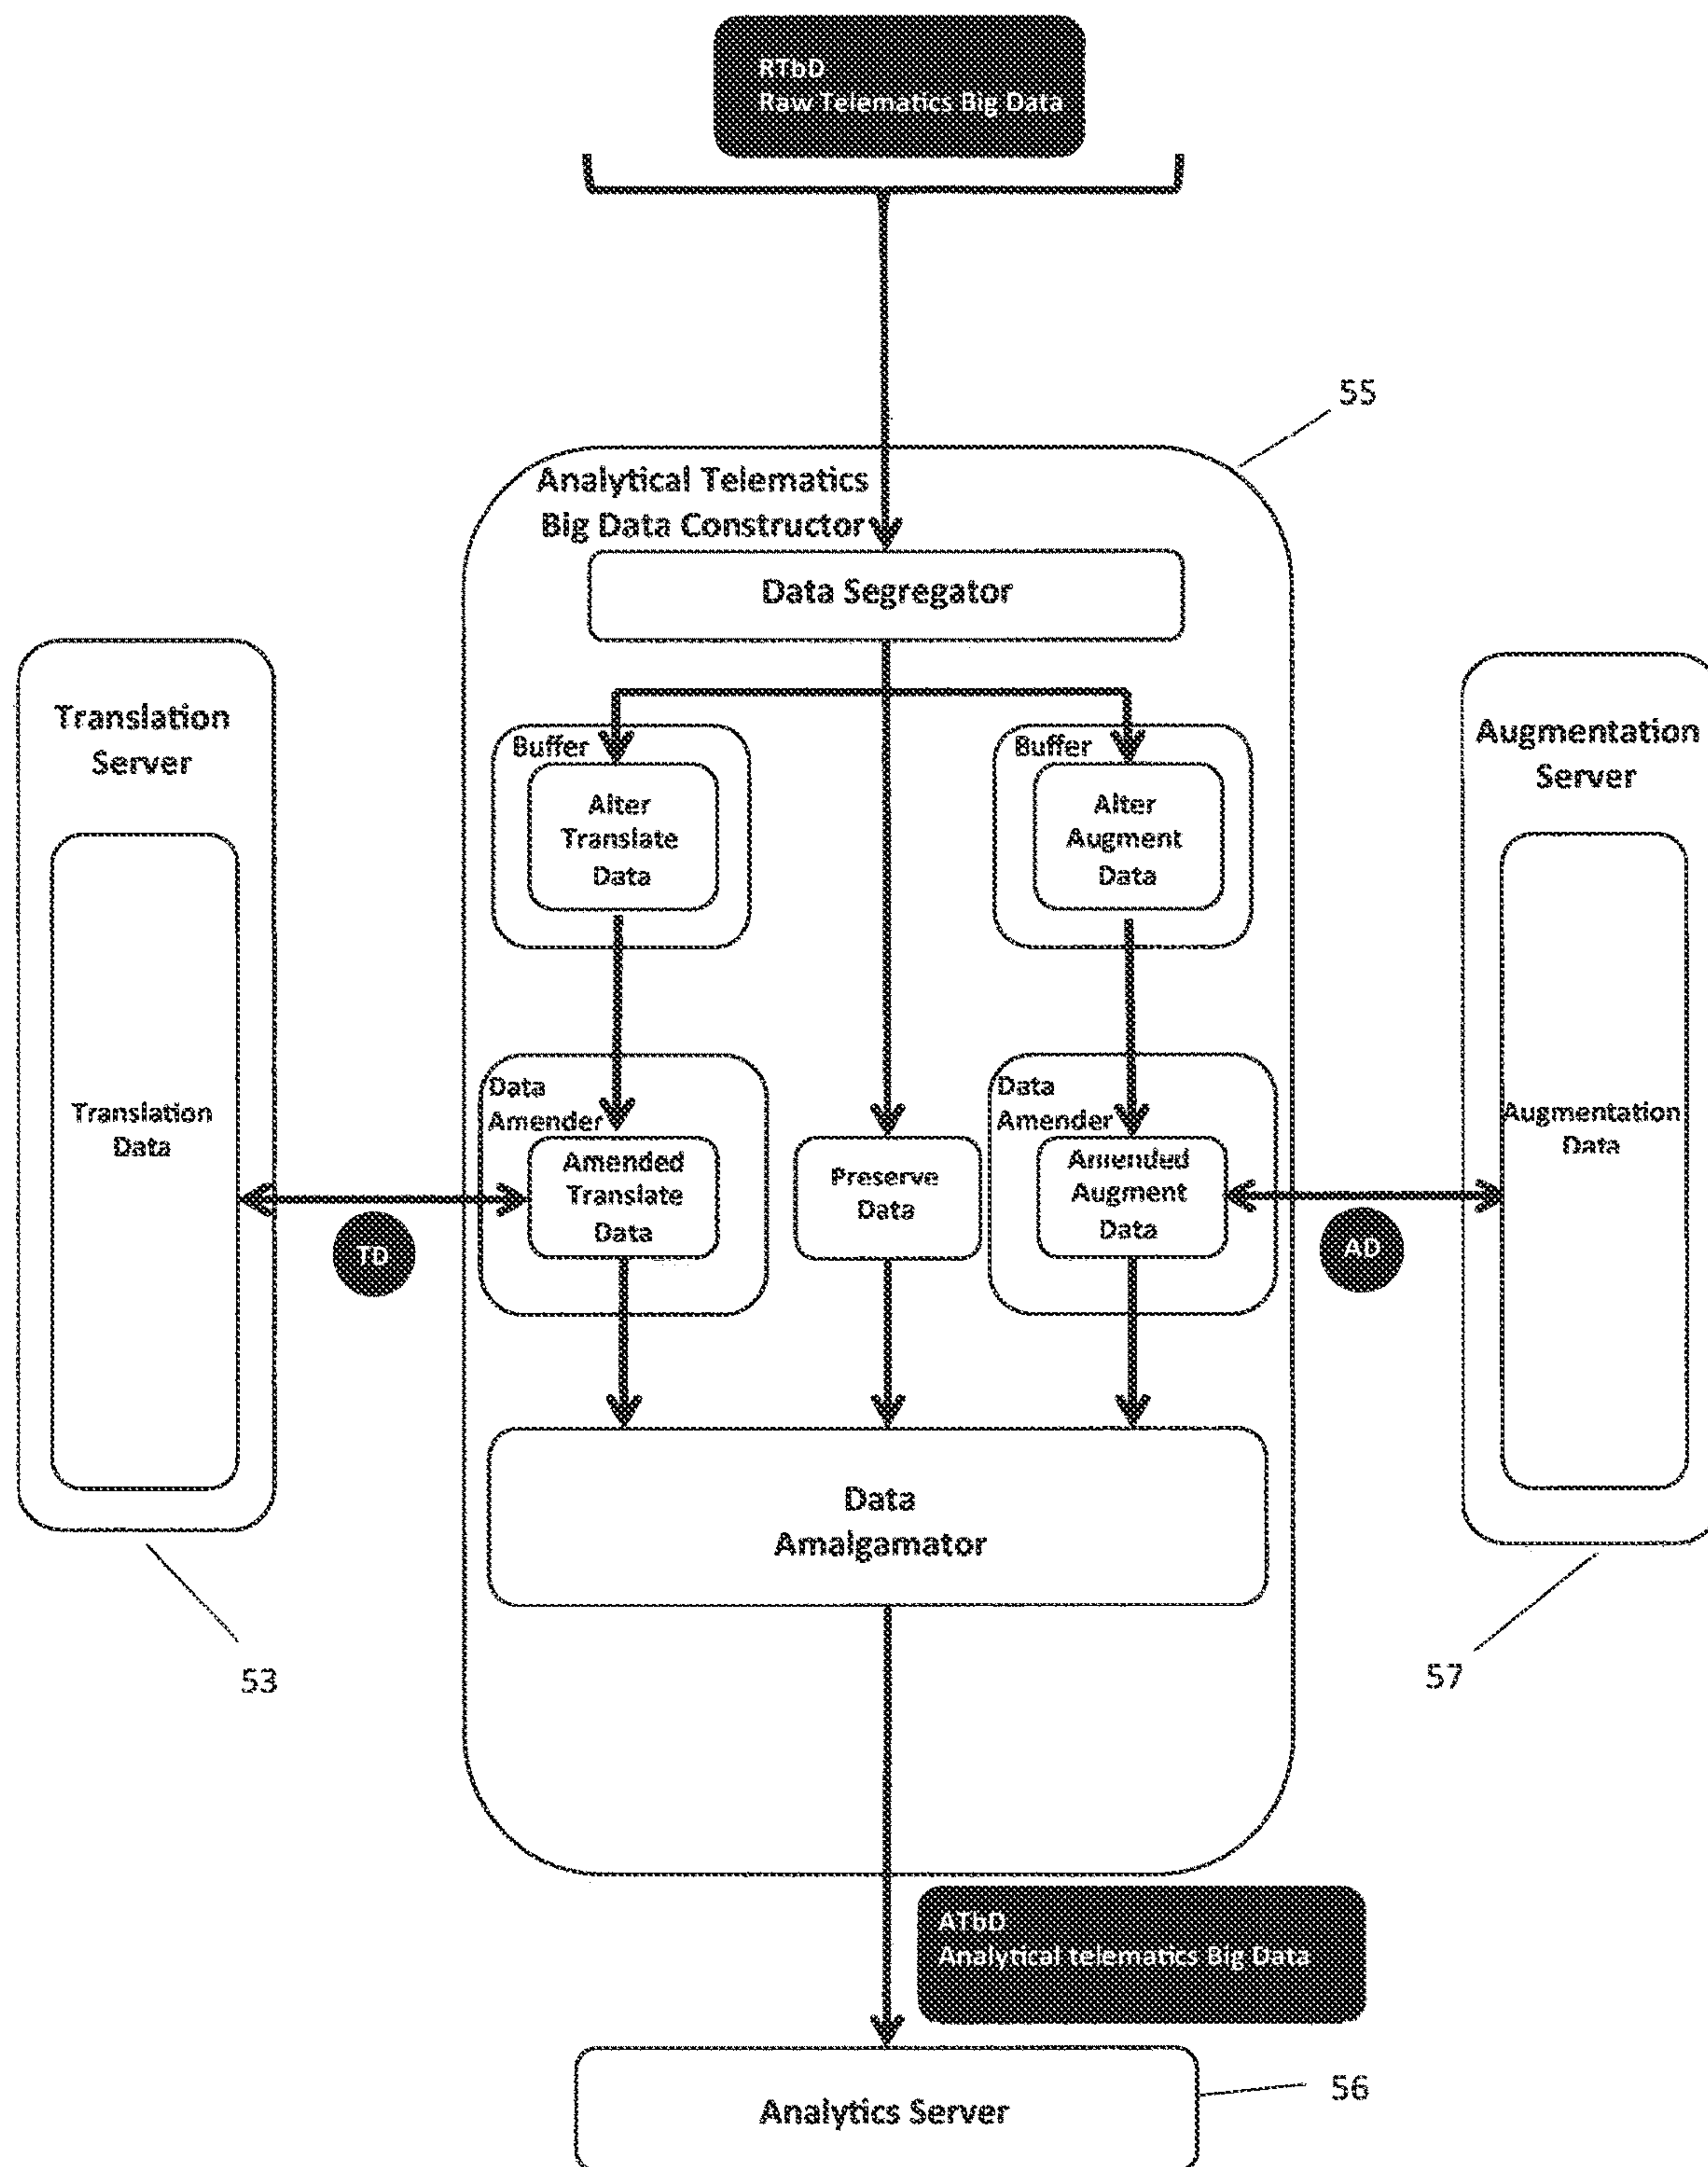 RTbD
Raw Telematics Big Data
55
Analytical Telematics
Big Data Constructor
Data Segregator
Translation
Server
Buffer
Alter
Translate
Data
Buffer
Alter
Augment
Data
Augmentation
Server
Translation
Data
Data
Amender
Amended
Translate
Data
Preserve
Data
Data
Amender
Amended
Augment
Data
Augmentation
Data
TD
AD
Data
Amalgamator
53
57
ATbD
Analytical telematics Big Data
Analytics Server
56